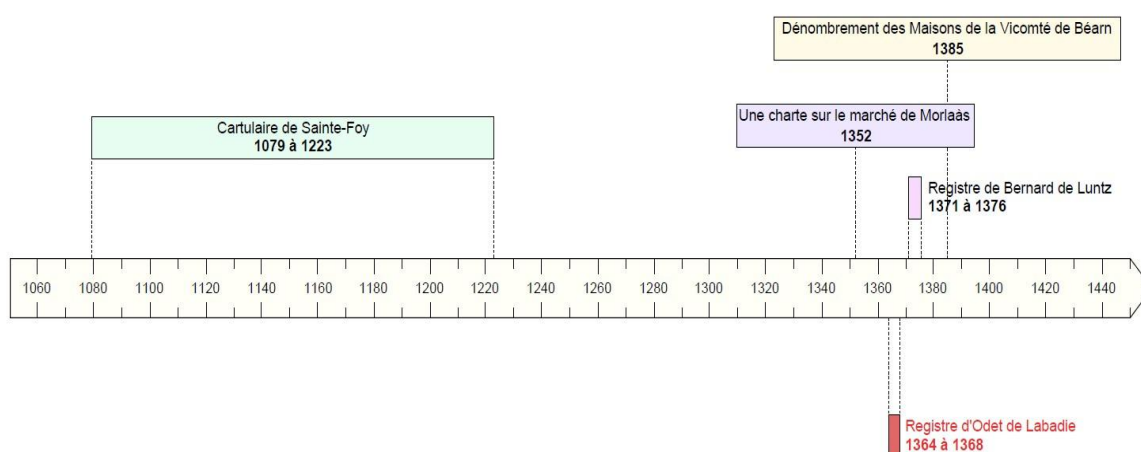 Dénombrement des Maisons de la Vicomté de Béarn
1385
Une charte sur le marché de Morlaàs
1352
Cartulaire de Sainte-Foy
1079 à 1223
Registre de Bernard de Luntz
1371 à 1376
1060 1080 1100 1120 1140 1160 1180 1200 1220 1240 1260 1280 1300 1320 1340 1360 1380 1400 1420 1440
Registre d'Odet de Labadie
1364 à 1368